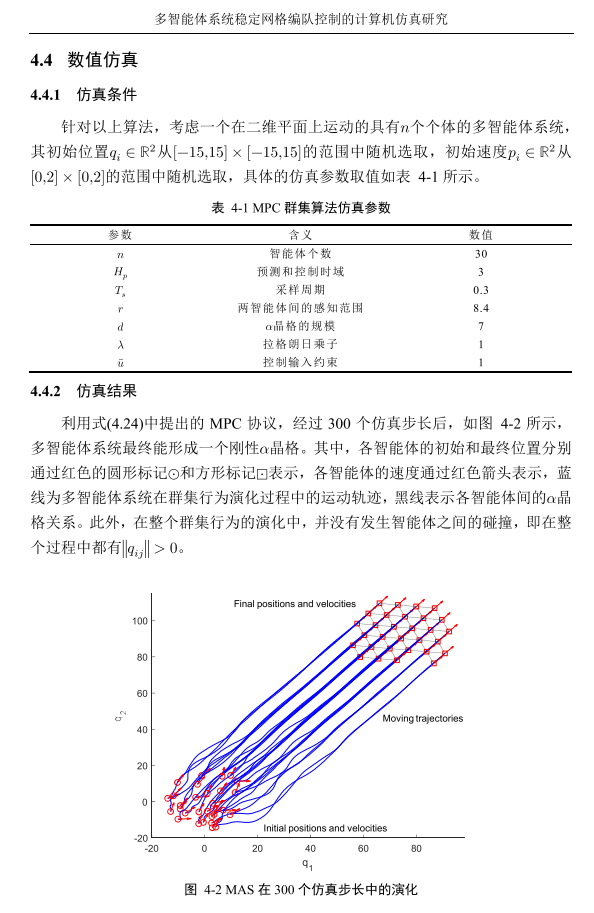 多智能体系统稳定网格编队控制的计算机仿真研究
4.4 数值仿真
4.4.1 仿真条件
针对以上算法，考虑一个在二维平面上运动的具有n个个体的多智能体系统，
其初始位置qᵢ ∈ ℝ²从[−15,15] × [−15,15]的范围中随机选取，初始速度pᵢ ∈ ℝ²从
[0,2] × [0,2]的范围中随机选取，具体的仿真参数取值如表 4-1 所示。
表 4-1 MPC 群集算法仿真参数
参数 含义 数值
n 智能体个数 30
Hₚ 预测和控制时域 3
Tₛ 采样周期 0.3
r 两智能体间的感知范围 8.4
d α晶格的规模 7
λ 拉格朗日乘子 1
ū 控制输入约束 1
4.4.2 仿真结果
利用式(4.24)中提出的 MPC 协议，经过 300 个仿真步长后，如图 4-2 所示，
多智能体系统最终能形成一个刚性α晶格。其中，各智能体的初始和最终位置分别
通过红色的圆形标记⊙和方形标记⊡表示，各智能体的速度通过红色箭头表示，蓝
线为多智能体系统在群集行为演化过程中的运动轨迹，黑线表示各智能体间的α晶
格关系。此外，在整个群集行为的演化中，并没有发生智能体之间的碰撞，即在整
个过程中都有‖qᵢⱼ‖ > 0。
Final positions and velocities
100
80
60
q₂
40
Moving trajectories
20
0
Initial positions and velocities
-20
-20 0 20 40 60 80
q₁
图 4-2 MAS 在 300 个仿真步长中的演化